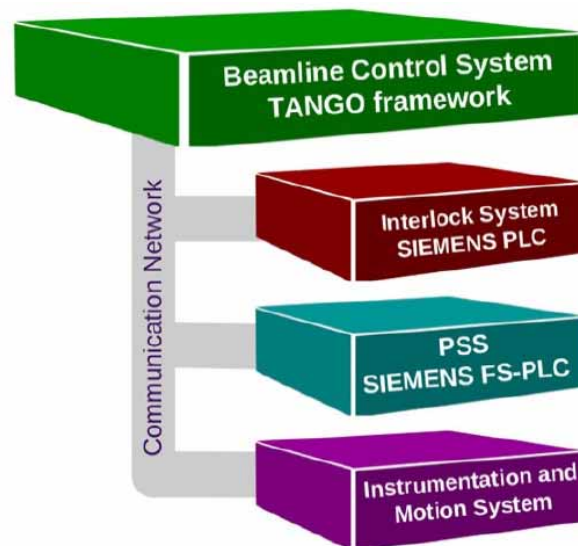 Beamline Control System
TANGO framework
Communication Network
Interlock System
SIEMENS PLC
PSS
SIEMENS FS-PLC
Instrumentation and
Motion System